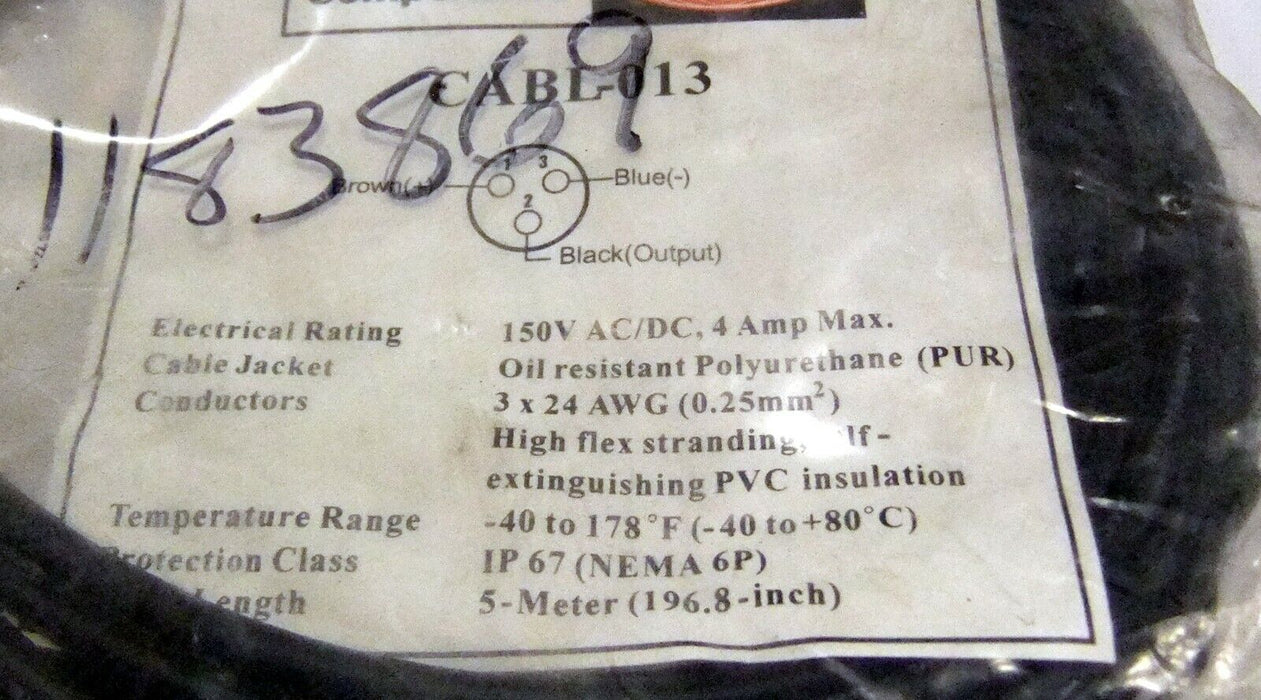 CABL-013
1183869
1 3
Brown(+) Blue(-)
2
Black(Output)
Electrical Rating 150V AC/DC, 4 Amp Max.
Cable Jacket Oil resistant Polyurethane (PUR)
Conductors 3 x 24 AWG (0.25mm²)
High flex stranding,
extinguishing PVC insulation
Temperature Range -40 to 178°F (-40 to +80°C)
Protection Class IP 67 (NEMA 6P)
Length 5-Meter (196.8-inch)